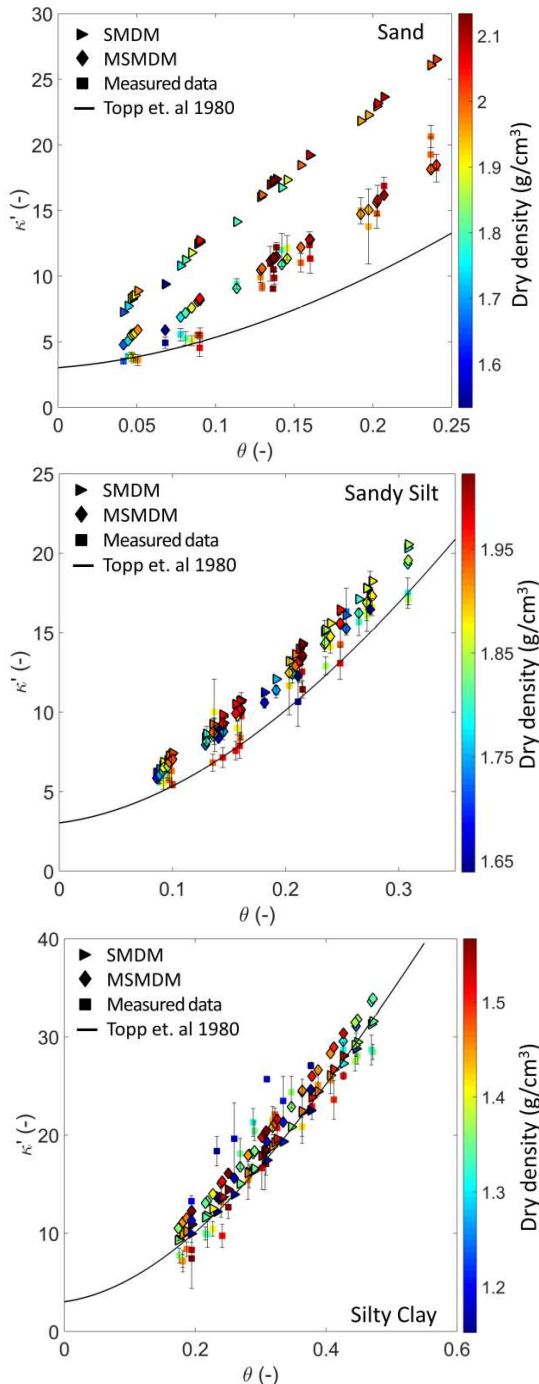 Sand
SMDM
MSMDM
Measured data
Topp et. al 1980
30
25
20
15
10
5
0
κ' (-)
0
0.05
0.1
0.15
0.2
θ (-)
2.1
2
1.9
1.8
1.7
1.6
Dry density (g/cm³)
Sandy Silt
SMDM
MSMDM
Measured data
Topp et. al 1980
25
20
15
10
5
0
κ' (-)
0
0.1
0.2
0.3
θ (-)
1.95
1.85
1.75
1.65
Dry density (g/cm³)
SMDM
MSMDM
Measured data
Topp et. al 1980
Silty Clay
40
30
20
10
0
κ' (-)
0
0.2
0.4
0.6
θ (-)
1.5
1.4
1.3
1.2
Dry density (g/cm³)